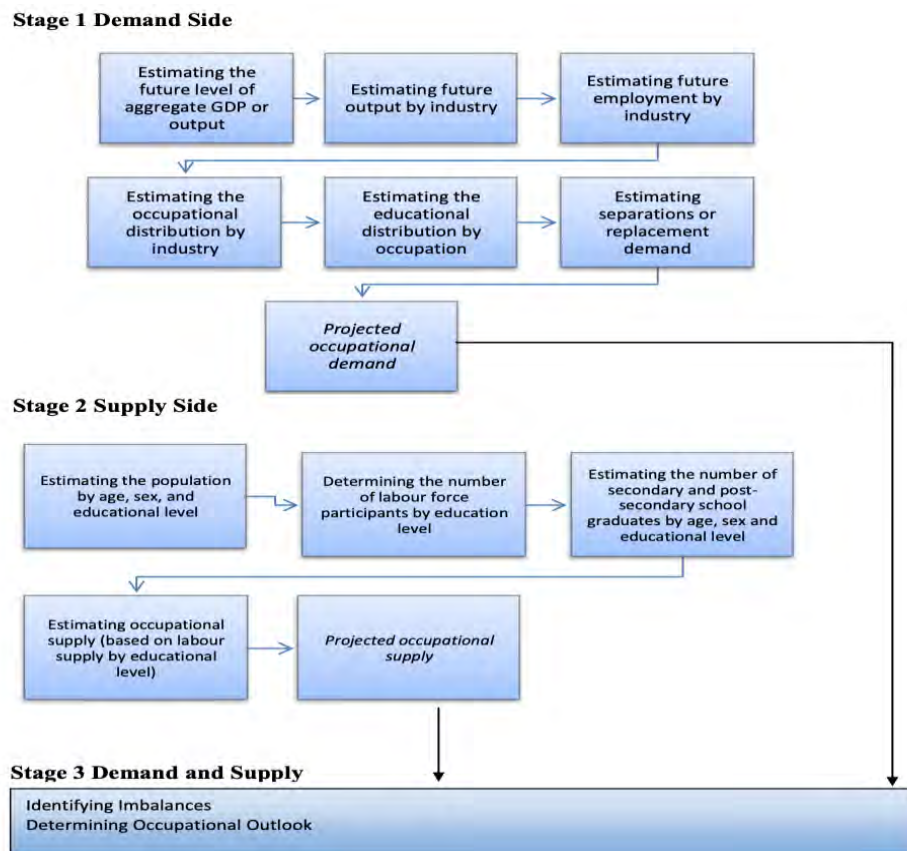 Stage 1 Demand Side
Estimating the
future level of
aggregate GDP or
output
Estimating future
output by industry
Estimating future
employment by
industry
Estimating the
occupational
distribution by
industry
Estimating the
educational
distribution by
occupation
Estimating
separations or
replacement
demand
Projected
occupational
demand
Stage 2 Supply Side
Estimating the population
by age, sex, and
educational level
Determining the number
of labour force
participants by education
level
Estimating the number of
secondary and post-
secondary school
graduates by age, sex and
educational level
Estimating occupational
supply (based on labour
supply by educational
level)
Projected occupational
supply
Stage 3 Demand and Supply
Identifying Imbalances
Determining Occupational Outlook